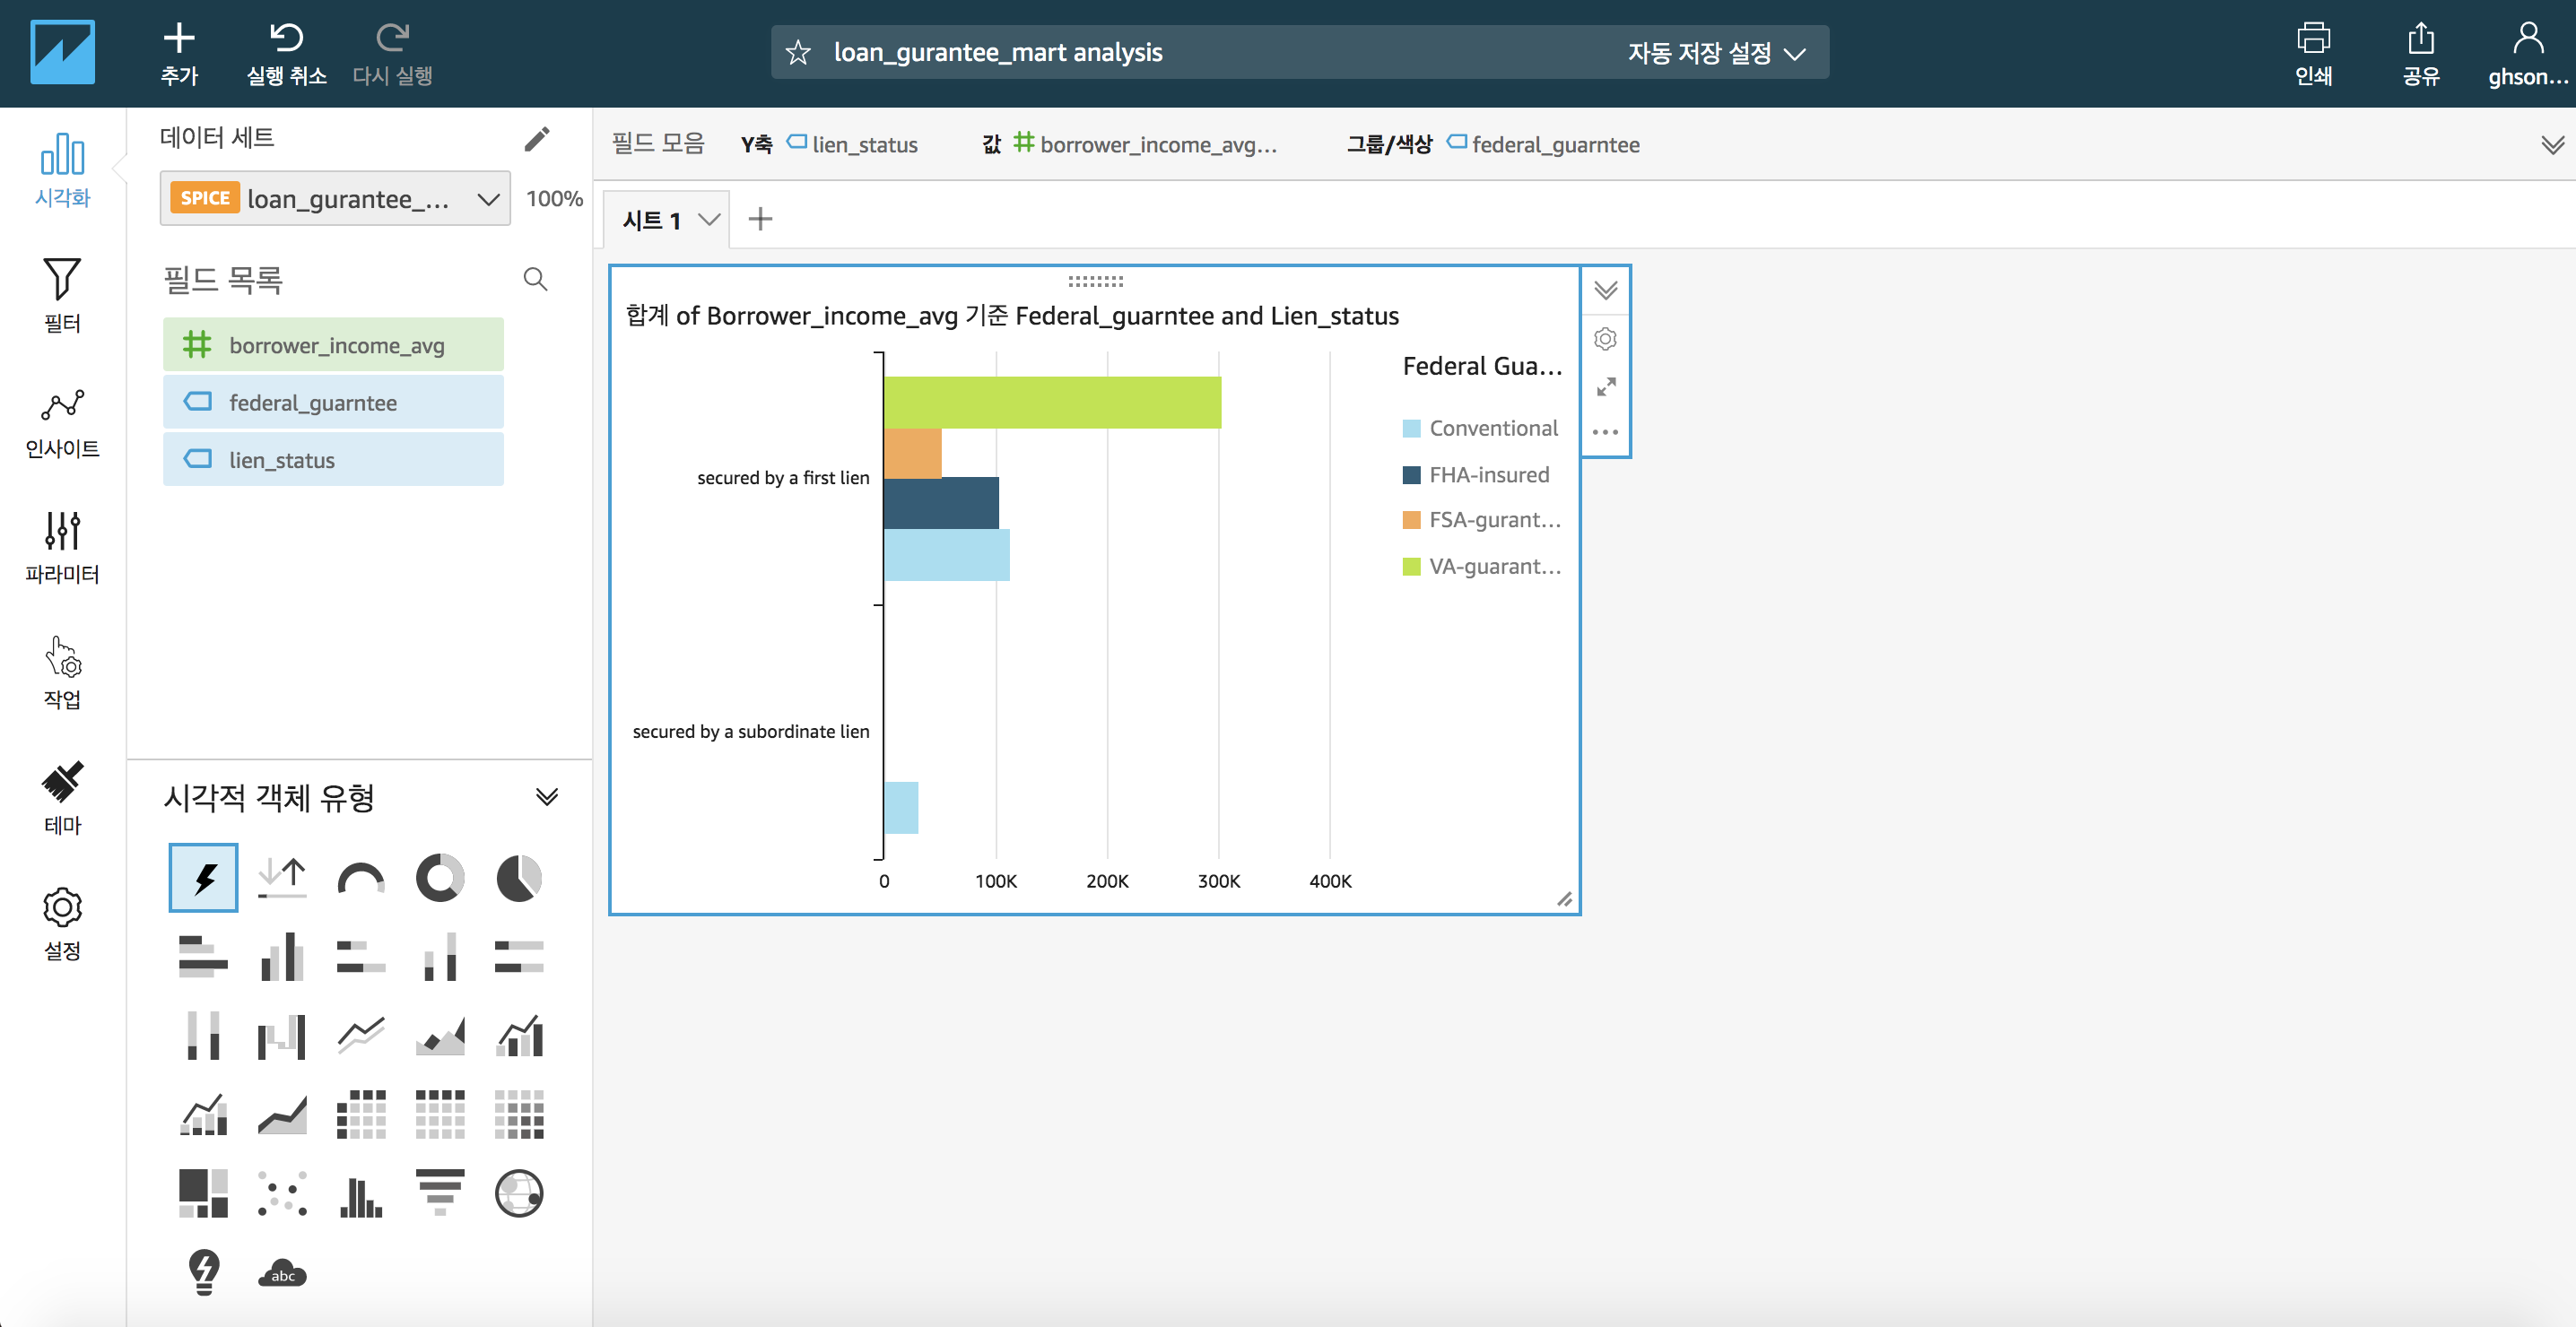 추가
실행 취소
다시 실행
loan_gurantee_mart analysis
자동 저장 설정
인쇄
공유
ghson...
시각화
필터
인사이트
파라미터
작업
테마
설정
데이터 세트
SPICE loan_gurantee_... 100%
필드 목록
borrower_income_avg
federal_guarntee
lien_status
시각적 객체 유형
abc
필드 모음 Y축 lien_status 값 borrower_income_avg... 그룹/색상 federal_guarntee
시트 1
합계 of Borrower_income_avg 기준 Federal_guarntee and Lien_status
secured by a first lien
secured by a subordinate lien
0 100K 200K 300K 400K
Federal Gua...
Conventional
FHA-insured
FSA-gurant...
VA-guarant...